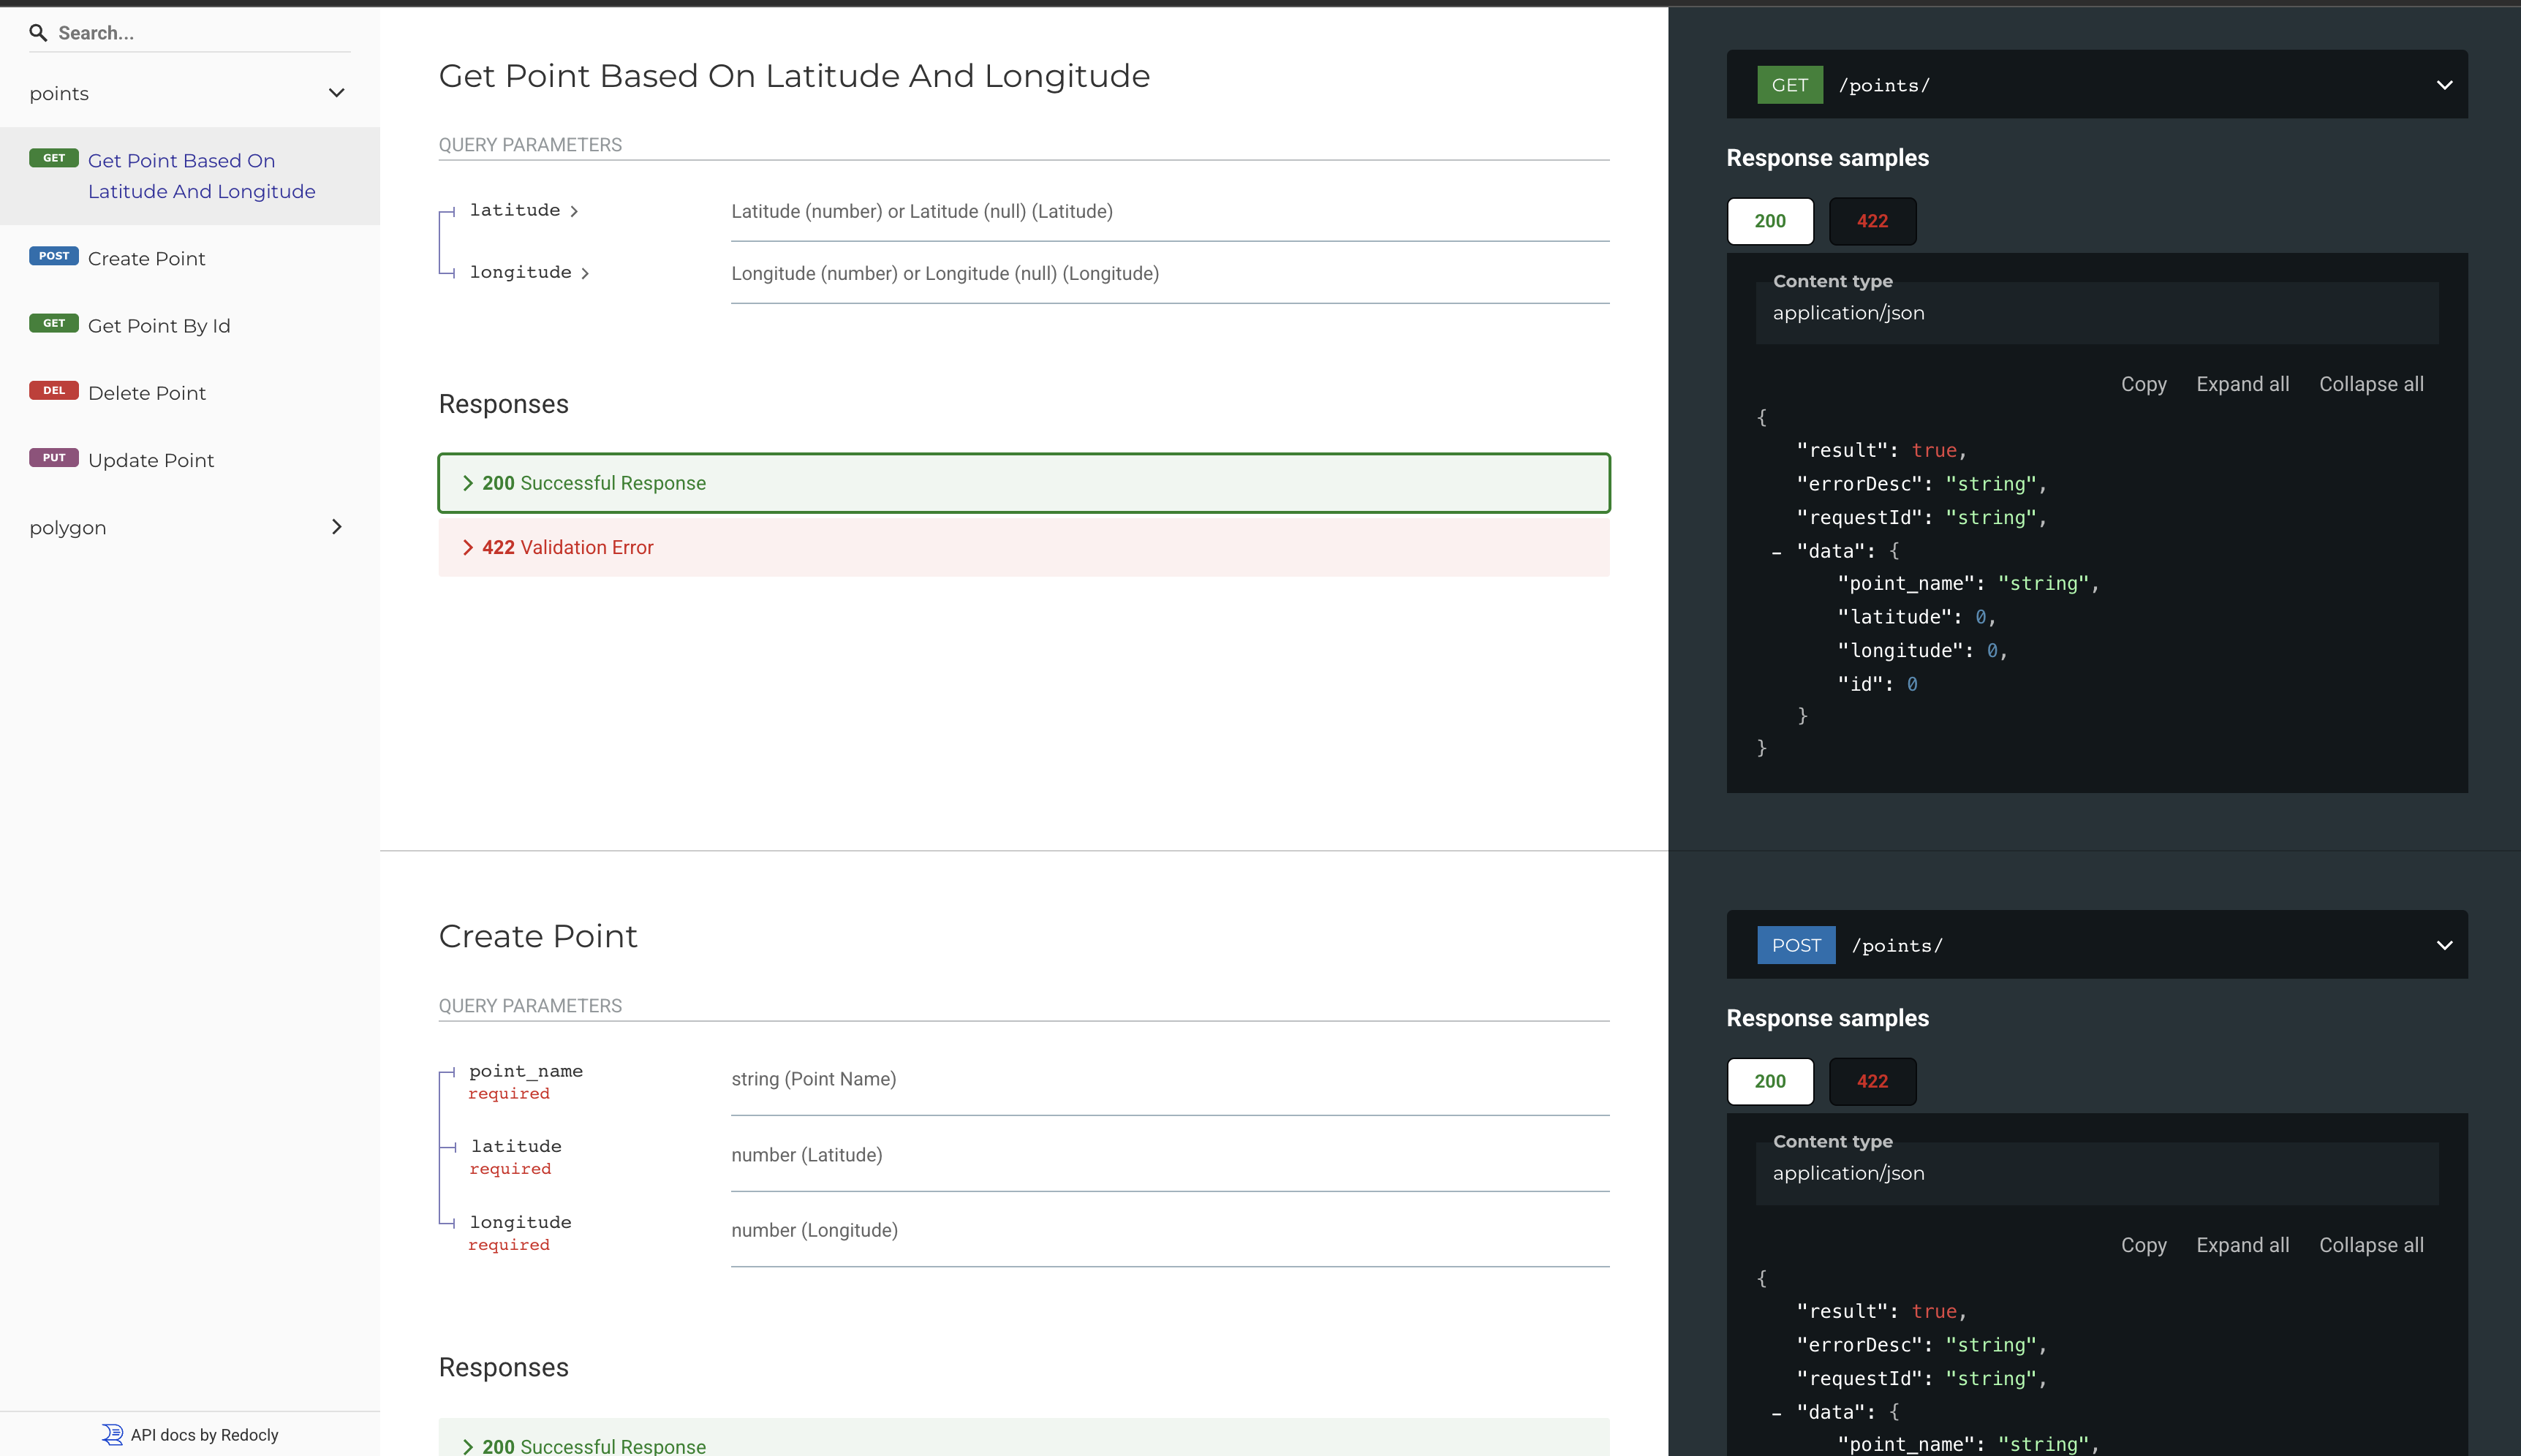 Search...
points
GET Get Point Based On
Latitude And Longitude
POST Create Point
GET Get Point By Id
DEL Delete Point
PUT Update Point
polygon
API docs by Redocly
Get Point Based On Latitude And Longitude
QUERY PARAMETERS
latitude Latitude (number) or Latitude (null) (Latitude)
longitude Longitude (number) or Longitude (null) (Longitude)
Responses
200 Successful Response
422 Validation Error
GET /points/
Response samples
200 422
Content type
application/json
Copy Expand all Collapse all
{
"result": true,
"errorDesc": "string",
"requestId": "string",
- "data": {
"point_name": "string",
"latitude": 0,
"longitude": 0,
"id": 0
}
}
Create Point
QUERY PARAMETERS
point_name string (Point Name)
required
latitude number (Latitude)
required
longitude number (Longitude)
required
Responses
200 Successful Response
POST /points/
Response samples
200 422
Content type
application/json
Copy Expand all Collapse all
{
"result": true,
"errorDesc": "string",
"requestId": "string",
- "data": {
"point_name": "string",